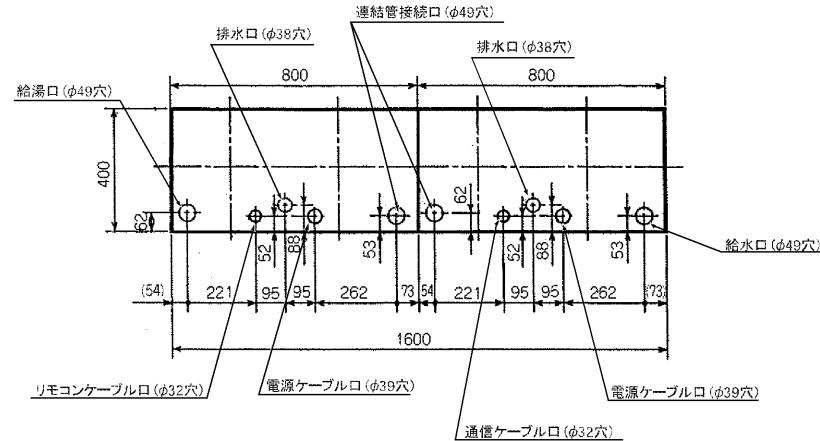 連結管接続口(φ49穴)
排水口(φ38穴)
排水口(φ38穴)
800
800
給湯口(φ49穴)
400
62
52
88
53
62
52
88
53
給水口(φ49穴)
(54)
221
95
95
262
73
54
221
95
95
262
(73)
1600
リモコンケーブル口(φ32穴)
電源ケーブル口(φ39穴)
電源ケーブル口(φ39穴)
通信ケーブル口(φ32穴)